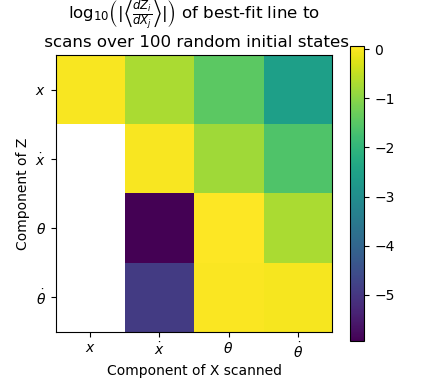 log₁₀(|⟨dZᵢ/dXⱼ⟩|) of best-fit line to
scans over 100 random initial states
Component of Z
x
ẋ
θ
θ̇
x
ẋ
θ
θ̇
Component of X scanned
0
−1
−2
−3
−4
−5